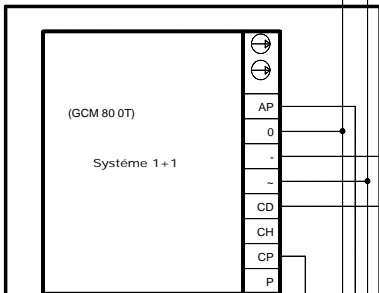 AP
(GCM 80 0T)
0
-
Systéme 1+1
~
CD
CH
CP
P